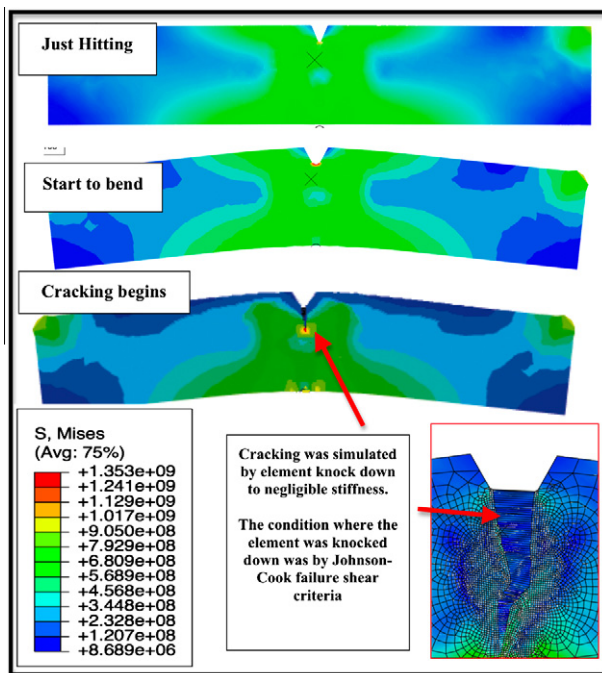 Just Hitting
Start to bend
Cracking begins
S, Mises
(Avg: 75%)
+1.353e+09
+1.241e+09
+1.129e+09
+1.017e+09
+9.050e+08
+7.929e+08
+6.809e+08
+5.689e+08
+4.568e+08
+3.448e+08
+2.328e+08
+1.207e+08
+8.689e+06
Cracking was simulated
by element knock down
to negligible stiffness.
The condition where the
element was knocked
down was by Johnson-
Cook failure shear
criteria